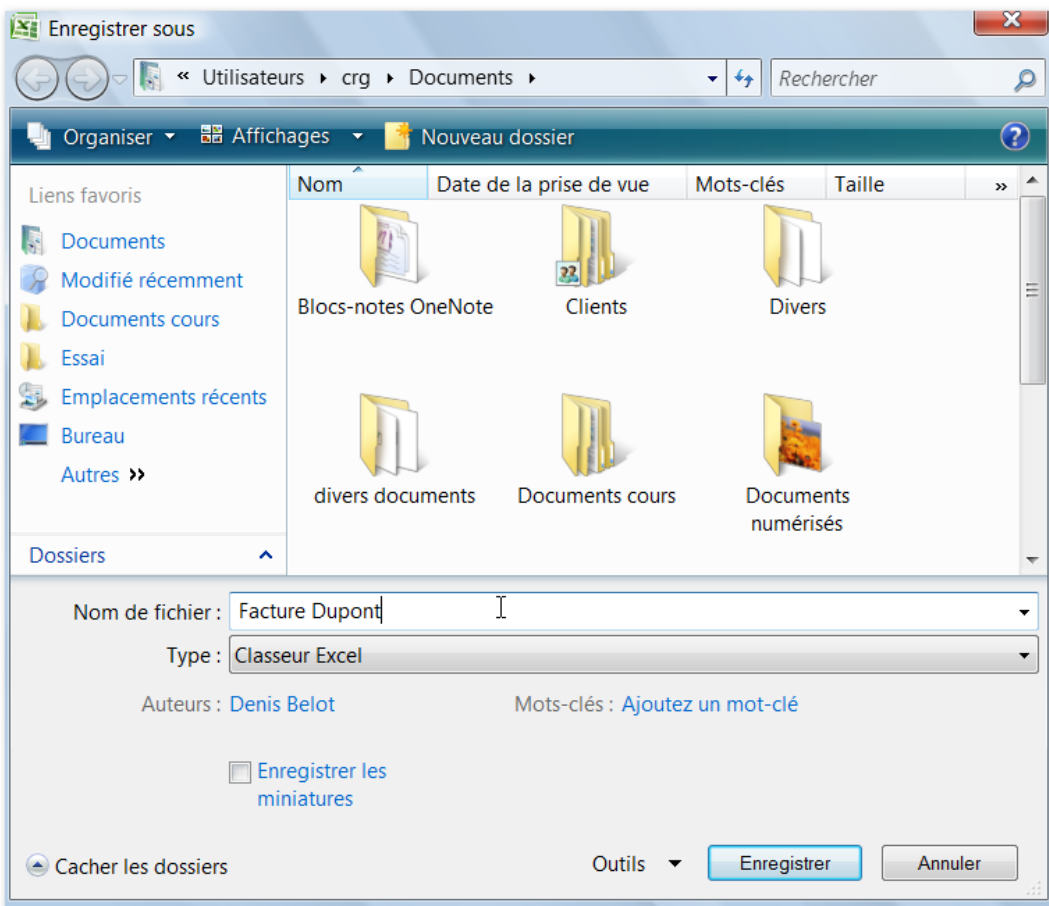 Enregistrer sous
« Utilisateurs ▸ crg ▸ Documents ▸ Rechercher
Organiser Affichages Nouveau dossier ?
Liens favoris
Documents
Modifié récemment
Documents cours
Essai
Emplacements récents
Bureau
Autres »
Dossiers
Nom Date de la prise de vue Mots-clés Taille »
Blocs-notes OneNote Clients Divers
divers documents Documents cours Documents
numérisés
Nom de fichier : Facture Dupont
Type : Classeur Excel
Auteurs : Denis Belot Mots-clés : Ajoutez un mot-clé
Enregistrer les
miniatures
Cacher les dossiers Outils Enregistrer Annuler